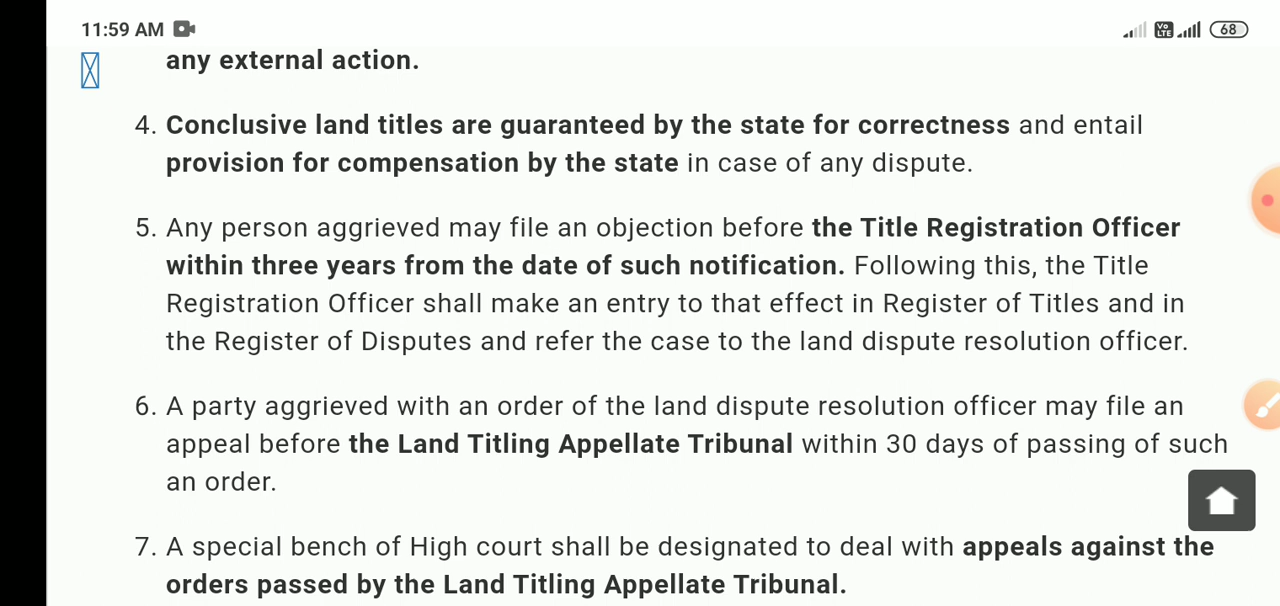 11:59 AM
Vo LTE 68
any external action.
4. Conclusive land titles are guaranteed by the state for correctness and entail
provision for compensation by the state in case of any dispute.
5. Any person aggrieved may file an objection before the Title Registration Officer
within three years from the date of such notification. Following this, the Title
Registration Officer shall make an entry to that effect in Register of Titles and in
the Register of Disputes and refer the case to the land dispute resolution officer.
6. A party aggrieved with an order of the land dispute resolution officer may file an
appeal before the Land Titling Appellate Tribunal within 30 days of passing of such
an order.
7. A special bench of High court shall be designated to deal with appeals against the
orders passed by the Land Titling Appellate Tribunal.